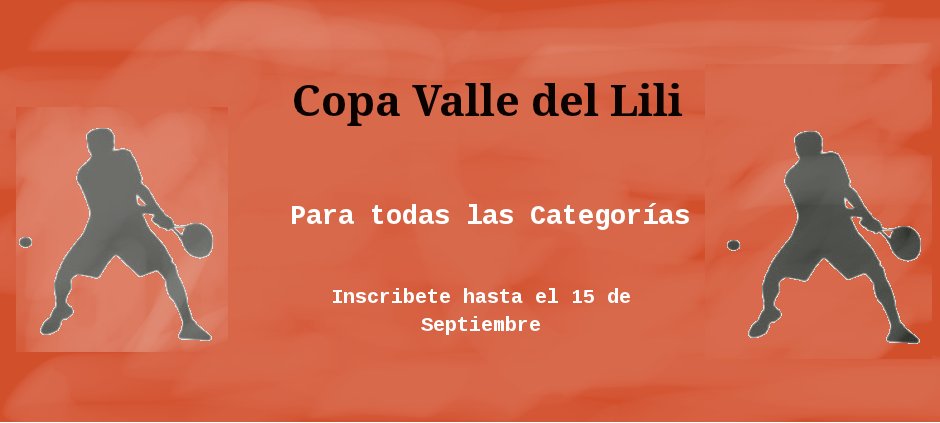 Copa Valle del Lili
Para todas las Categorías
Inscribete hasta el 15 de
Septiembre